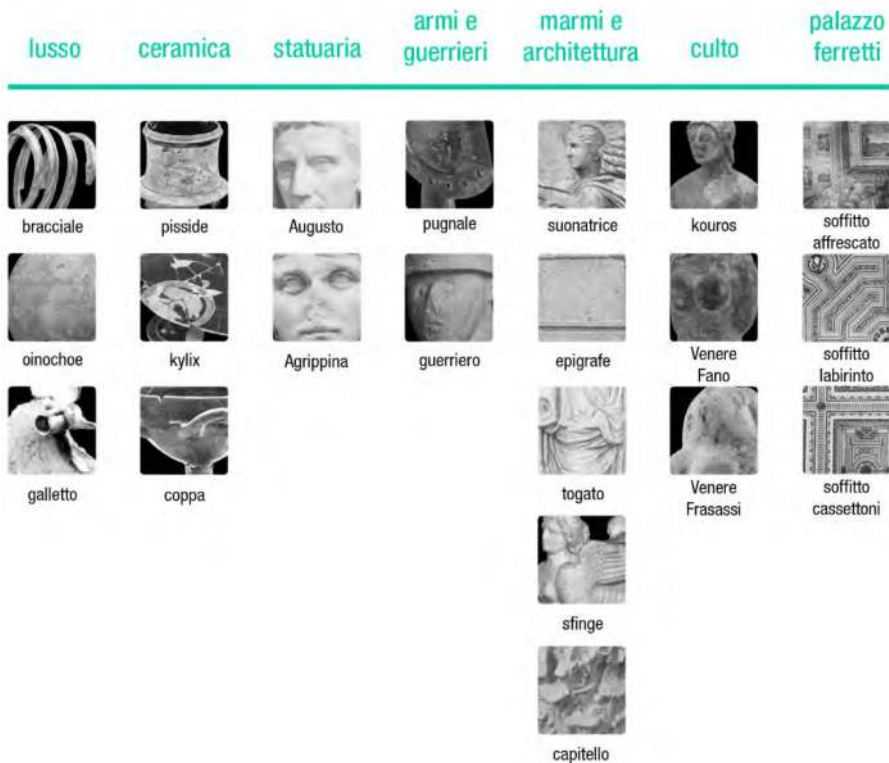 lusso
ceramica
statuaria
armi e
guerrieri
marmi e
architettura
culto
palazzo
ferretti
bracciale
pisside
Augusto
pugnale
suonatrice
kouros
soffitto
affrescato
oinochoe
kylix
Agrippina
guerriero
epigrafe
Venere
Fano
soffitto
labirinto
galletto
coppa
togato
Venere
Frasassi
soffitto
cassettoni
sfinge
capitello